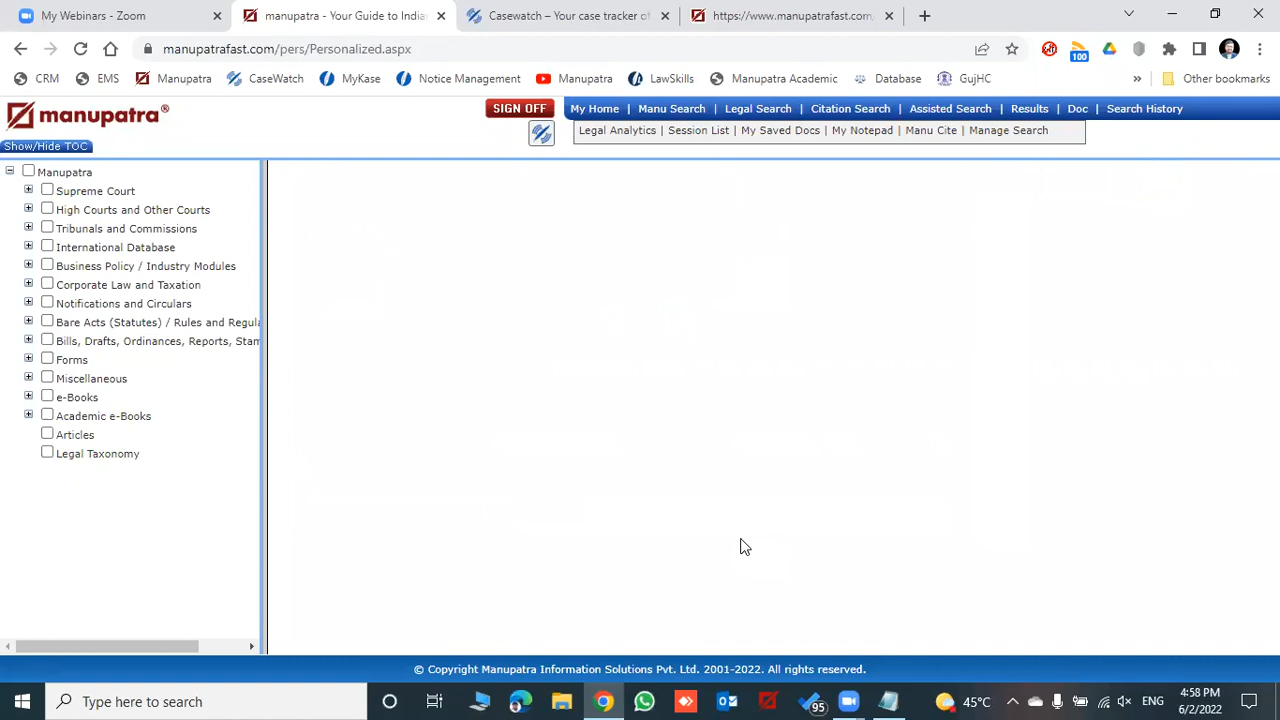 My Webinars - Zoom
manupatra - Your Guide to India
Casewatch – Your case tracker of
https://www.manupatrafast.com
manupatrafast.com/pers/Personalized.aspx
100
CRM
EMS
Manupatra
CaseWatch
MyKase
Notice Management
Manupatra
LawSkills
Manupatra Academic
Database
GujHC
»
Other bookmarks
manupatra®
SIGN OFF
My Home | Manu Search | Legal Search | Citation Search | Assisted Search | Results | Doc | Search History
Legal Analytics | Session List | My Saved Docs | My Notepad | Manu Cite | Manage Search
Show/Hide TOC
Manupatra
Supreme Court
High Courts and Other Courts
Tribunals and Commissions
International Database
Business Policy / Industry Modules
Corporate Law and Taxation
Notifications and Circulars
Bare Acts (Statutes) / Rules and Regula
Bills, Drafts, Ordinances, Reports, Stam
Forms
Miscellaneous
e-Books
Academic e-Books
Articles
Legal Taxonomy
© Copyright Manupatra Information Solutions Pvt. Ltd. 2001-2022. All rights reserved.
Type here to search
95
45°C
ENG
4:58 PM
6/2/2022